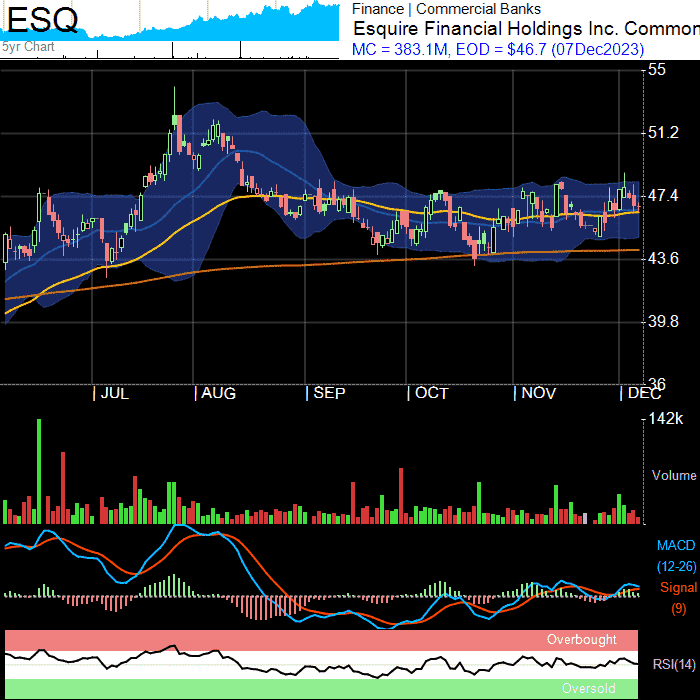 ESQ
5yr Chart
Finance | Commercial Banks
Esquire Financial Holdings Inc. Common
MC = 383.1M, EOD = $46.7 (07Dec2023)
55
51.2
47.4
43.6
39.8
36
JUL AUG SEP OCT NOV DEC
142k
Volume
MACD
(12-26)
Signal
(9)
Overbought
RSI(14)
Oversold